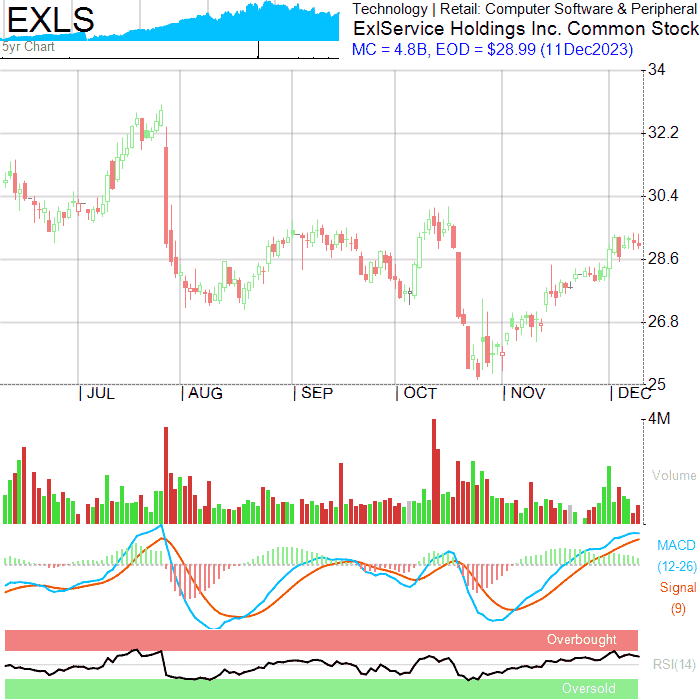 EXLS
5yr Chart
Technology | Retail: Computer Software & Peripheral
ExlService Holdings Inc. Common Stock
MC = 4.8B, EOD = $28.99 (11Dec2023)
34
32.2
30.4
28.6
26.8
25
| JUL | AUG | SEP | OCT | NOV | DEC
4M
Volume
MACD
(12-26)
Signal
(9)
Overbought
RSI(14)
Oversold